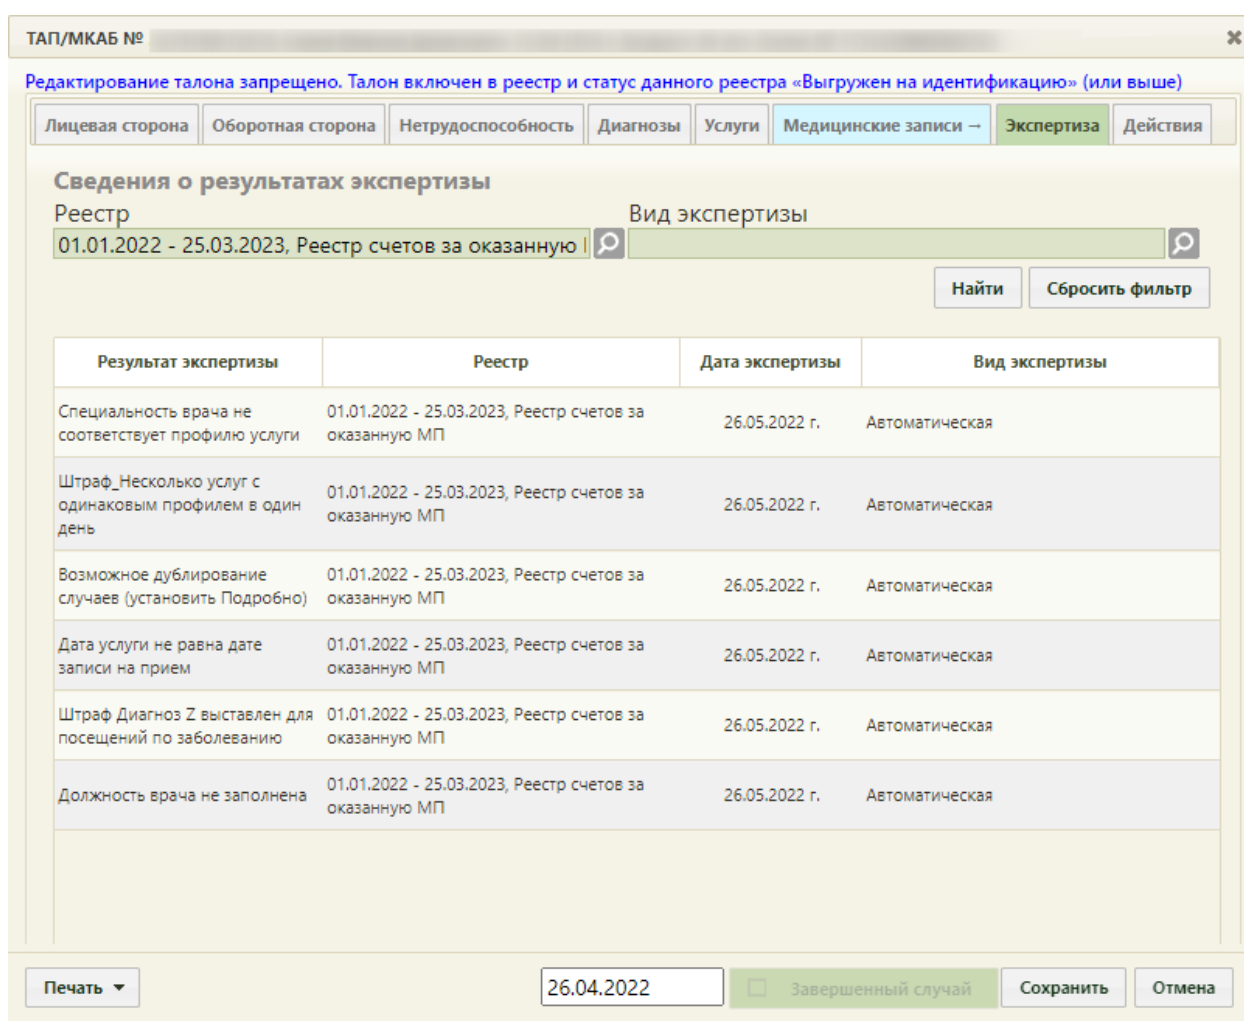 ТАП/МКАБ №
Редактирование талона запрещено. Талон включен в реестр и статус данного реестра «Выгружен на идентификацию» (или выше)
Лицевая сторона Оборотная сторона Нетрудоспособность Диагнозы Услуги Медицинские записи → Экспертиза Действия
Сведения о результатах экспертизы
Реестр Вид экспертизы
01.01.2022 - 25.03.2023, Реестр счетов за оказанную
Найти Сбросить фильтр
Результат экспертизы Реестр Дата экспертизы Вид экспертизы
Специальность врача не
соответствует профилю услуги
01.01.2022 - 25.03.2023, Реестр счетов за
оказанную МП
26.05.2022 г.
Автоматическая
Штраф_Несколько услуг с
одинаковым профилем в один
день
01.01.2022 - 25.03.2023, Реестр счетов за
оказанную МП
26.05.2022 г.
Автоматическая
Возможное дублирование
случаев (установить Подробно)
01.01.2022 - 25.03.2023, Реестр счетов за
оказанную МП
26.05.2022 г.
Автоматическая
Дата услуги не равна дате
записи на прием
01.01.2022 - 25.03.2023, Реестр счетов за
оказанную МП
26.05.2022 г.
Автоматическая
Штраф Диагноз Z выставлен для
посещений по заболеванию
01.01.2022 - 25.03.2023, Реестр счетов за
оказанную МП
26.05.2022 г.
Автоматическая
Должность врача не заполнена
01.01.2022 - 25.03.2023, Реестр счетов за
оказанную МП
26.05.2022 г.
Автоматическая
Печать 26.04.2022 Завершенный случай Сохранить Отмена